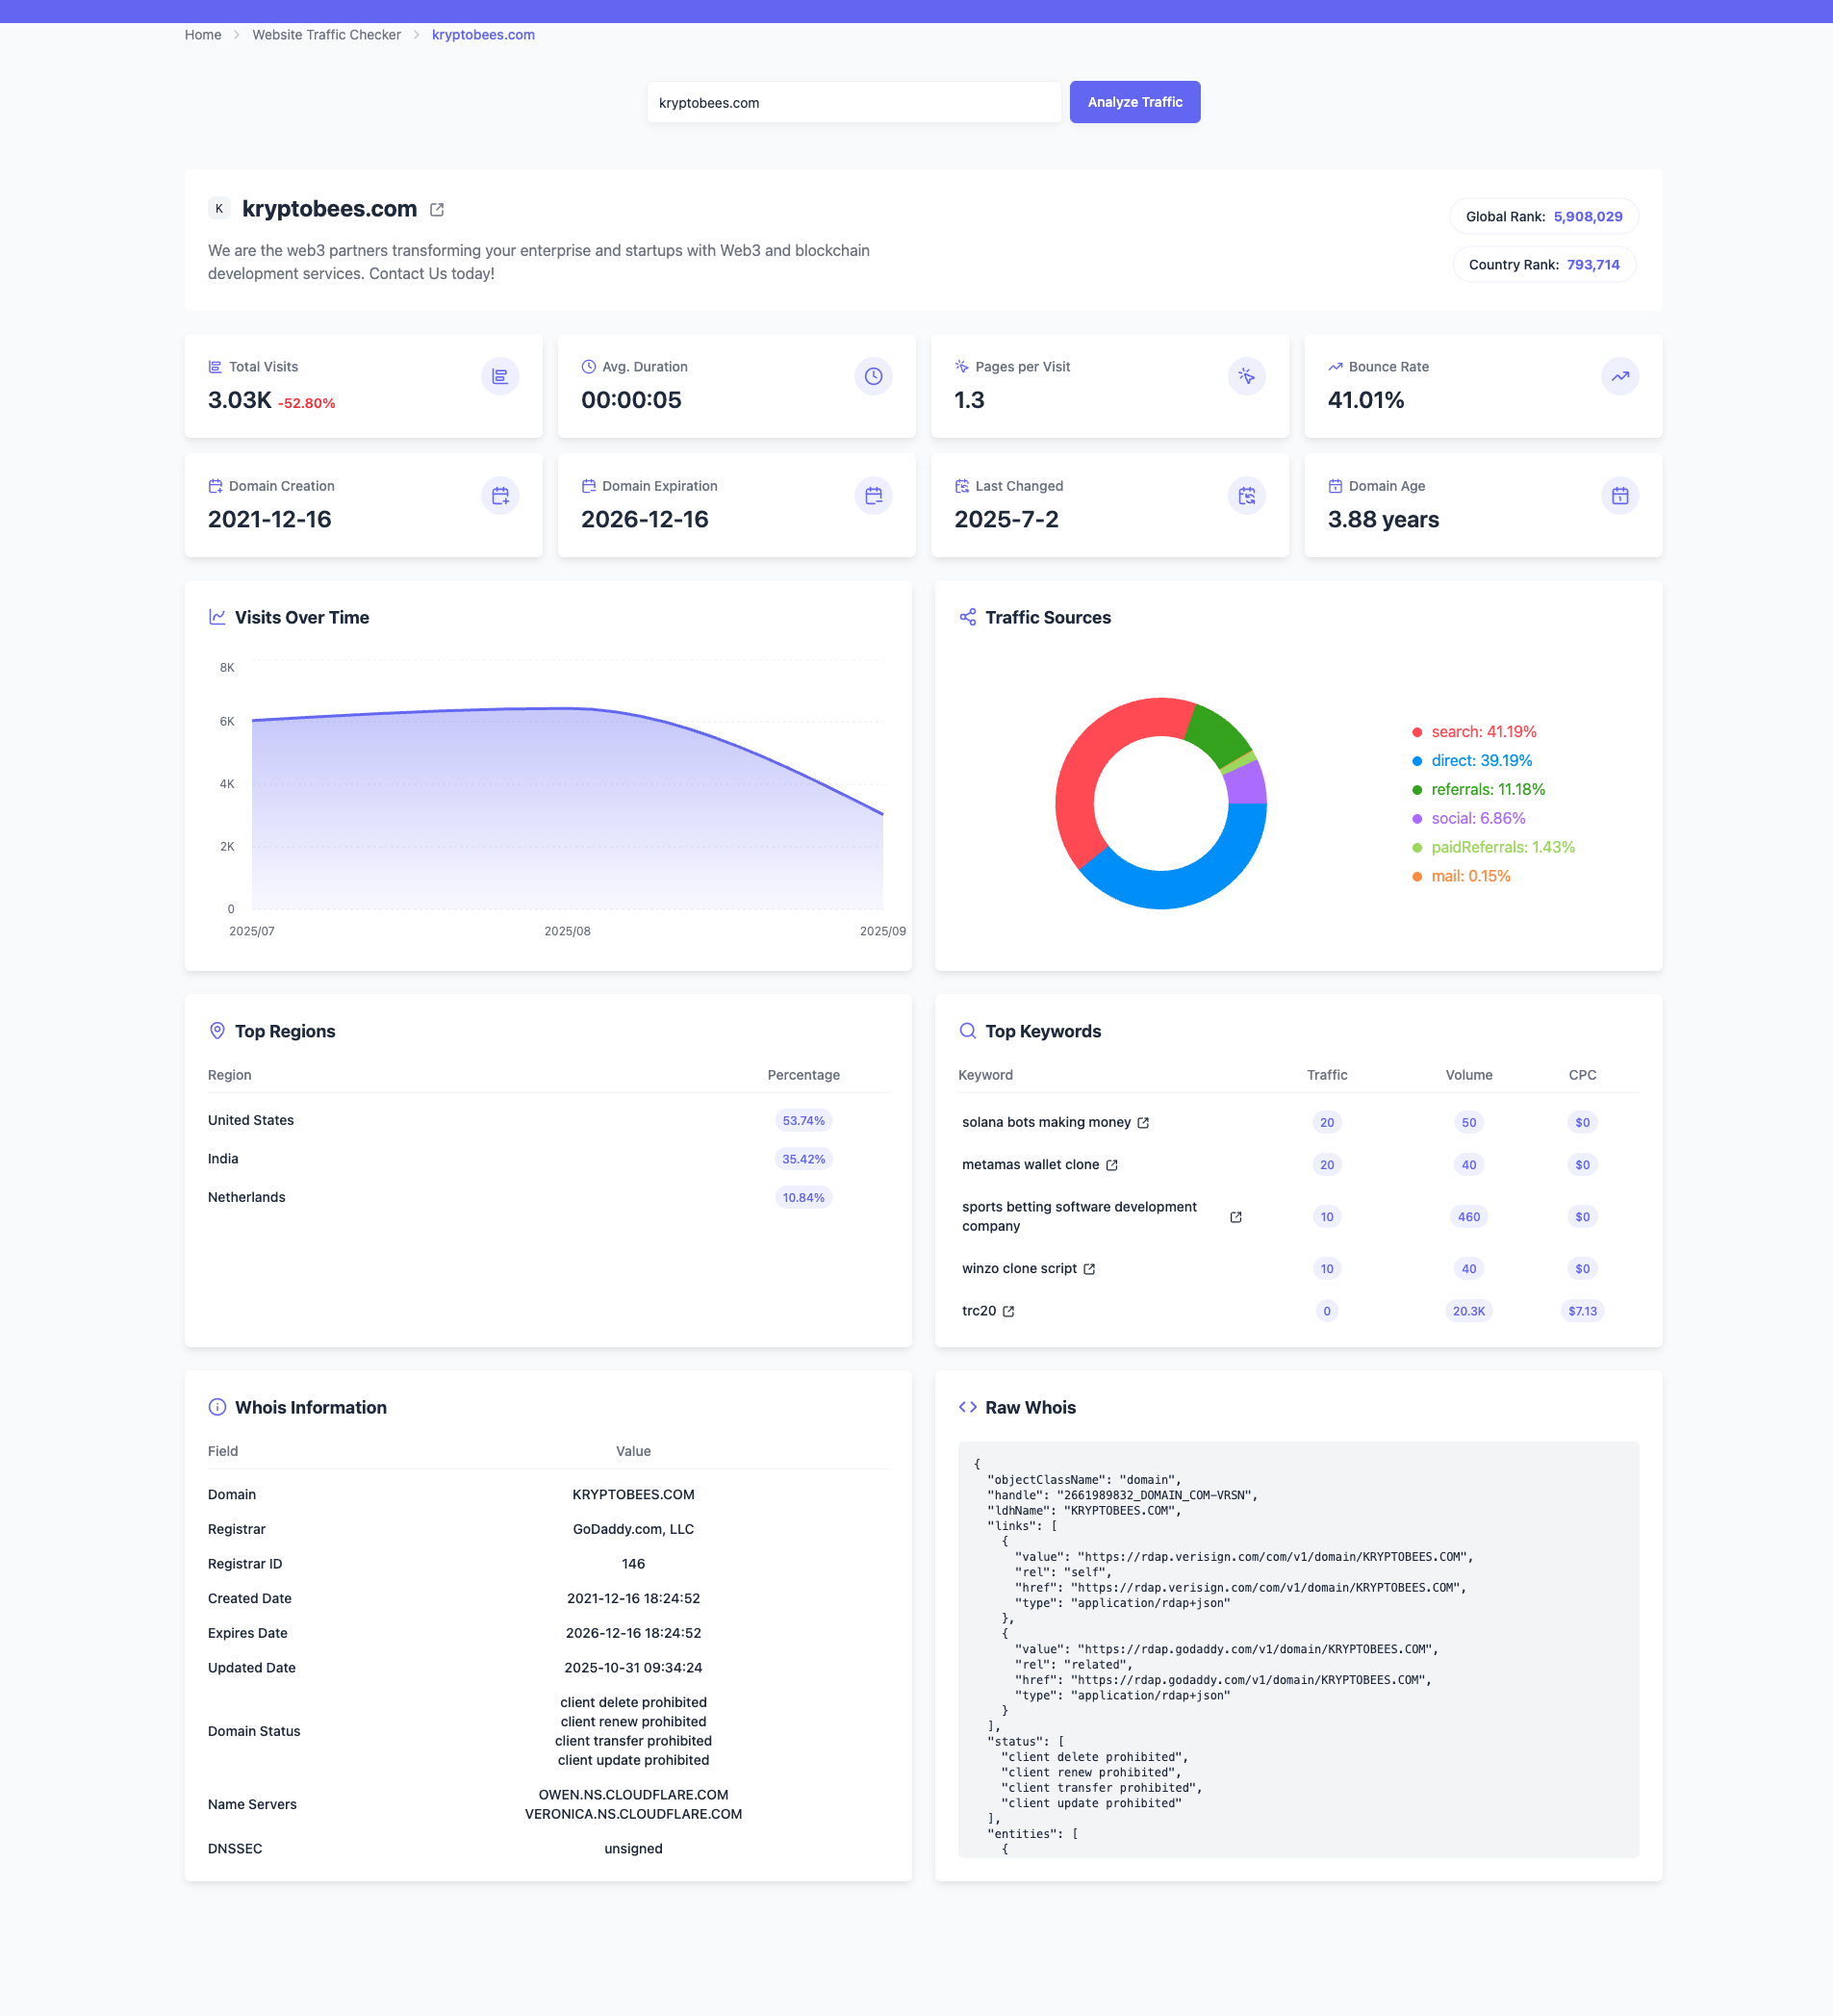 Home > Website Traffic Checker > kryptobees.com
kryptobees.com
Analyze Traffic
K
kryptobees.com
We are the web3 partners transforming your enterprise and startups with Web3 and blockchain
development services. Contact Us today!
Global Rank: 5,908,029
Country Rank: 793,714
Total Visits
3.03K -52.80%
Avg. Duration
00:00:05
Pages per Visit
1.3
Bounce Rate
41.01%
Domain Creation
2021-12-16
Domain Expiration
2026-12-16
Last Changed
2025-7-2
Domain Age
3.88 years
Visits Over Time
8K
6K
4K
2K
0
2025/07 2025/08 2025/09
Traffic Sources
search: 41.19%
direct: 39.19%
referrals: 11.18%
social: 6.86%
paidReferrals: 1.43%
mail: 0.15%
Top Regions
Region Percentage
United States 53.74%
India 35.42%
Netherlands 10.84%
Top Keywords
Keyword Traffic Volume CPC
solana bots making money 20 50 $0
metamas wallet clone 20 40 $0
sports betting software development
company 10 460 $0
winzo clone script 10 40 $0
trc20 0 20.3K $7.13
Whois Information
Field Value
Domain KRYPTOBEES.COM
Registrar GoDaddy.com, LLC
Registrar ID 146
Created Date 2021-12-16 18:24:52
Expires Date 2026-12-16 18:24:52
Updated Date 2025-10-31 09:34:24
Domain Status
client delete prohibited
client renew prohibited
client transfer prohibited
client update prohibited
Name Servers
OWEN.NS.CLOUDFLARE.COM
VERONICA.NS.CLOUDFLARE.COM
DNSSEC unsigned
Raw Whois
{
"objectClassName": "domain",
"handle": "2661989832_DOMAIN_COM-VRSN",
"ldhName": "KRYPTOBEES.COM",
"links": [
{
"value": "https://rdap.verisign.com/com/v1/domain/KRYPTOBEES.COM",
"rel": "self",
"href": "https://rdap.verisign.com/com/v1/domain/KRYPTOBEES.COM",
"type": "application/rdap+json"
},
{
"value": "https://rdap.godaddy.com/v1/domain/KRYPTOBEES.COM",
"rel": "related",
"href": "https://rdap.godaddy.com/v1/domain/KRYPTOBEES.COM",
"type": "application/rdap+json"
}
],
"status": [
"client delete prohibited",
"client renew prohibited",
"client transfer prohibited",
"client update prohibited"
],
"entities": [
{